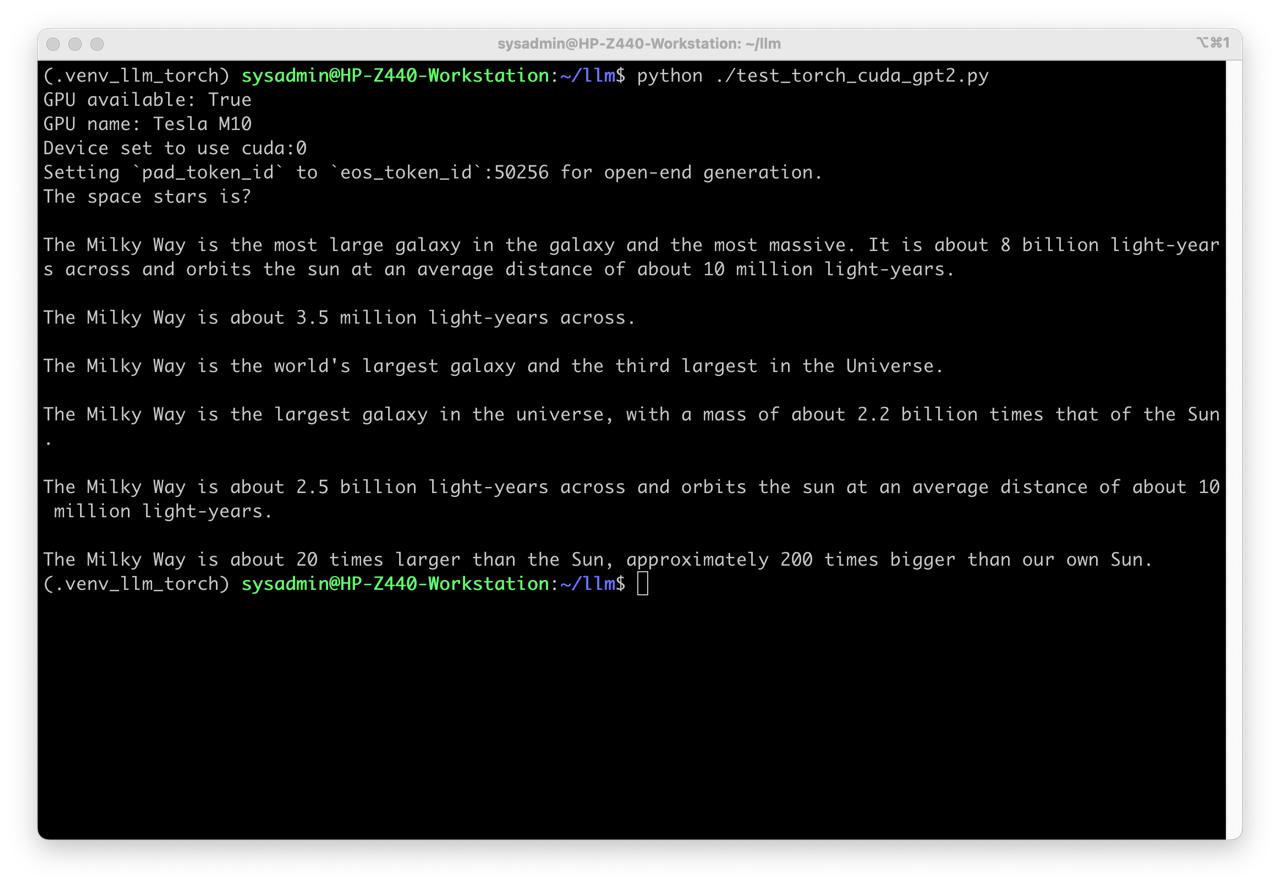 sysadmin@HP-Z440-Workstation: ~/llm
⌥⌘1
(.venv_llm_torch) sysadmin@HP-Z440-Workstation:~/llm$ python ./test_torch_cuda_gpt2.py
GPU available: True
GPU name: Tesla M10
Device set to use cuda:0
Setting `pad_token_id` to `eos_token_id`:50256 for open-end generation.
The space stars is?
The Milky Way is the most large galaxy in the galaxy and the most massive. It is about 8 billion light-year
s across and orbits the sun at an average distance of about 10 million light-years.
The Milky Way is about 3.5 million light-years across.
The Milky Way is the world's largest galaxy and the third largest in the Universe.
The Milky Way is the largest galaxy in the universe, with a mass of about 2.2 billion times that of the Sun
.
The Milky Way is about 2.5 billion light-years across and orbits the sun at an average distance of about 10
 million light-years.
The Milky Way is about 20 times larger than the Sun, approximately 200 times bigger than our own Sun.
(.venv_llm_torch) sysadmin@HP-Z440-Workstation:~/llm$